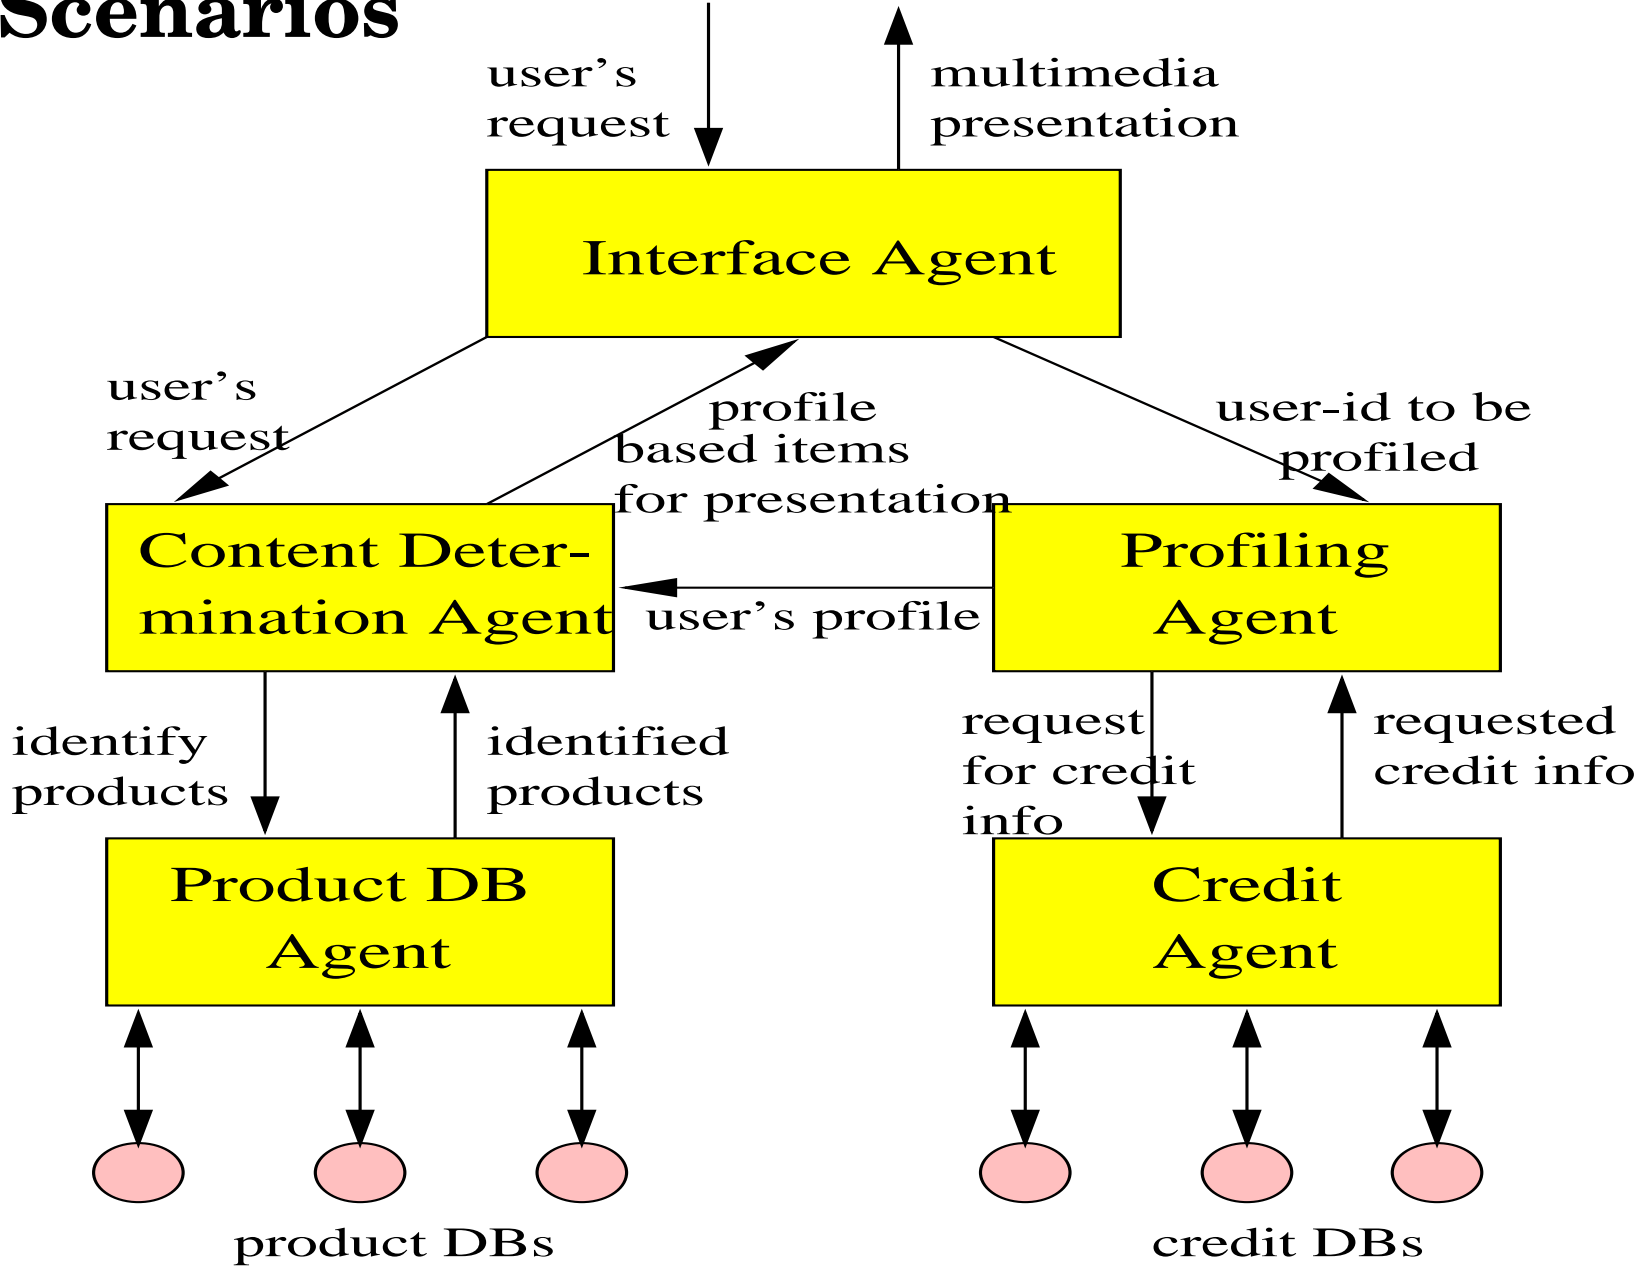 Scenarios
user's
request
multimedia
presentation
Interface Agent
user's
request
profile
based items
for presentation
user-id to be
profiled
Content Deter-
mination Agent
user's profile
Profiling
Agent
identify
products
identified
products
request
for credit
info
requested
credit info
Product DB
Agent
Credit
Agent
product DBs
credit DBs